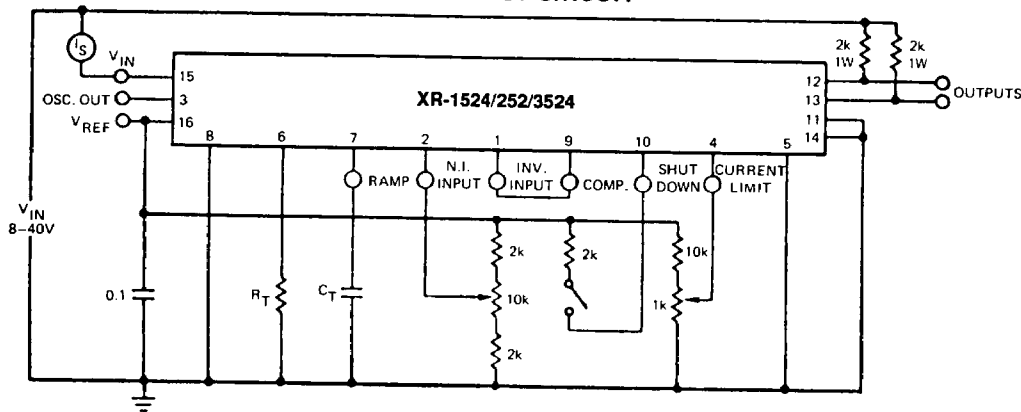 I_S
V_IN
2k
1W
2k
1W
15
12
OSC. OUT
3
XR-1524/252/3524
13
OUTPUTS
V_REF
16
11
14
8
6
7
2
1
9
10
4
5
RAMP
N.I.
INPUT
INV.
INPUT
COMP.
SHUT
DOWN
CURRENT
LIMIT
V_IN
8–40V
2k
2k
10k
0.1
R_T
C_T
10k
1k
2k